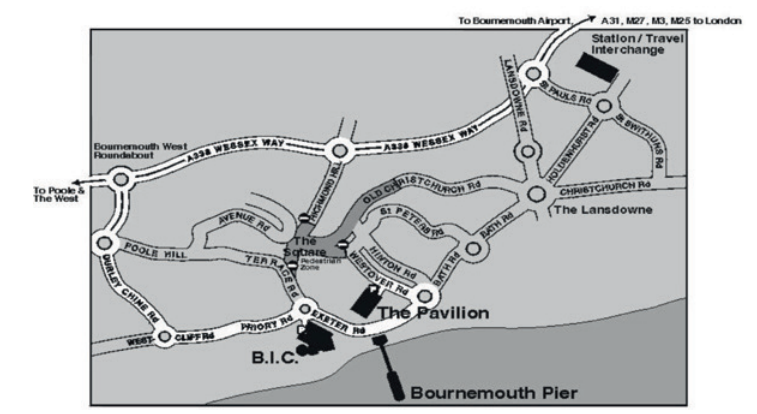 To Bournemouth Airport,
A31, M27, M3, M25 to London
Station / Travel
Interchange
LANSDOWNE Rd
St PAULS Rd
St SWITHUNS Rd
HOLDENHURST Rd
Bournemouth West
Roundabout
A338 WESSEX WAY
A338 WESSEX WAY
To Poole &
The West
RICHMOND HILL
OLD CHRISTCHURCH Rd
CHRISTCHURCH Rd
The Lansdowne
AVENUE Rd
St PETERS Rd
BATH Rd
The
Square
Pedestrian
Zone
POOLE HILL
TERRACE Rd
HINTON Rd
WESTOVER Rd
BATH Rd
DURLEY CHINE Rd
The Pavilion
PRIORY Rd
EXETER Rd
WEST CLIFF Rd
B.I.C.
Bournemouth Pier